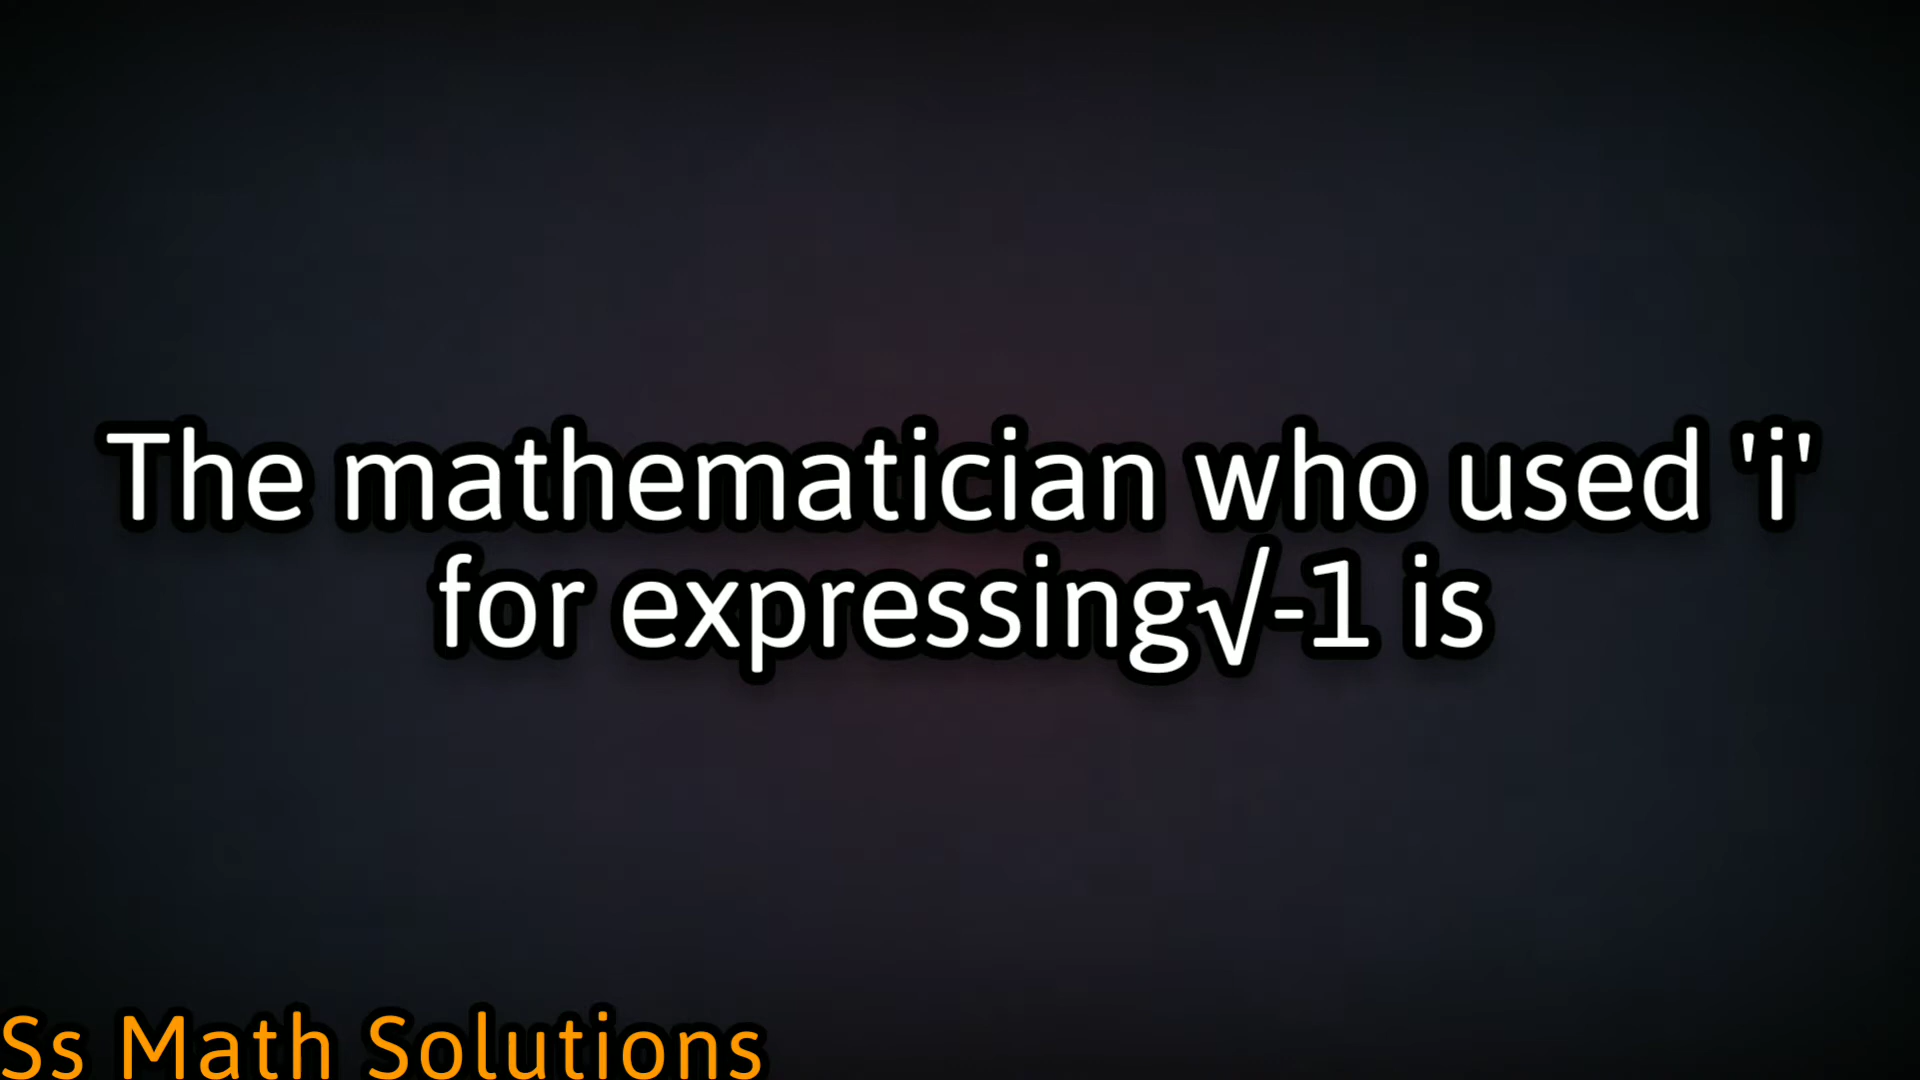 The mathematician who used 'i'
for expressing√-1 is
Ss Math Solutions